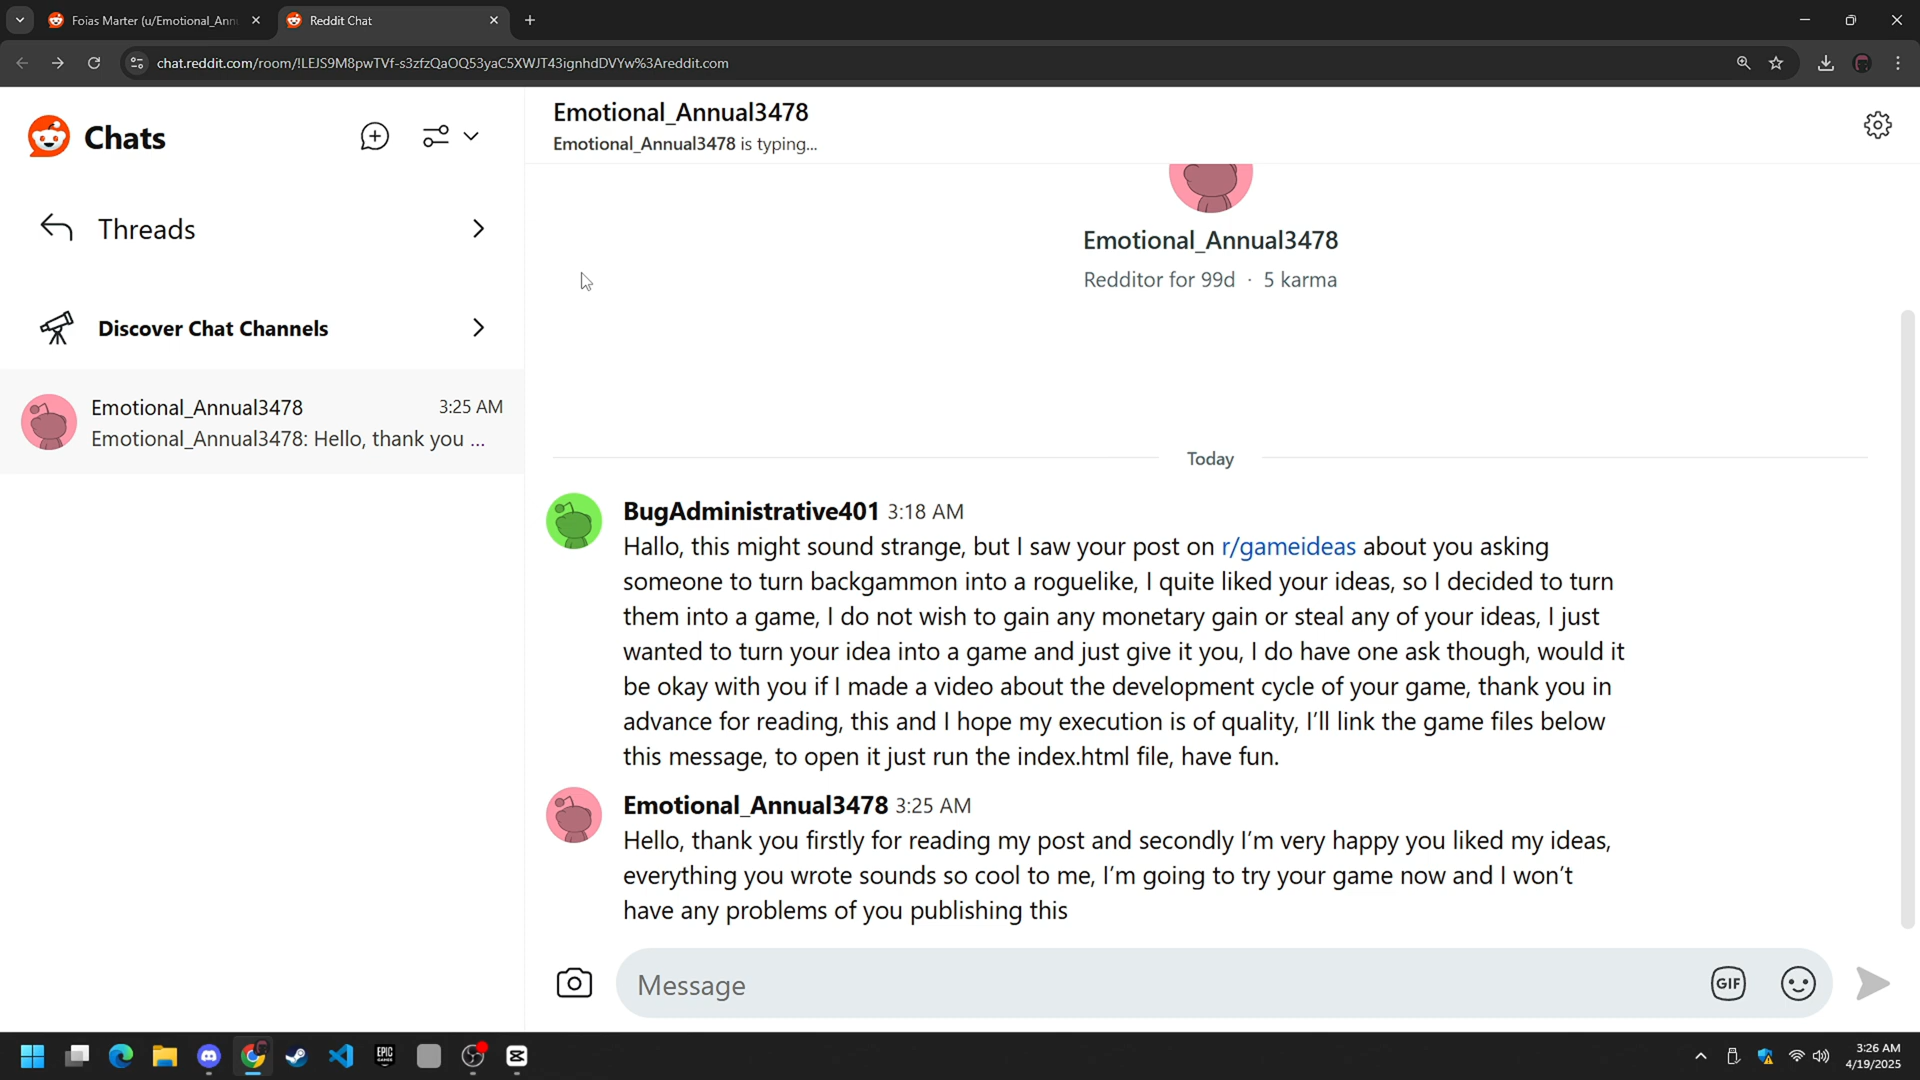 Foias Marter (u/Emotional_Ann
Reddit Chat
chat.reddit.com/room/!LEJS9M8pwTVf-s3zfzQaOQ53yaC5XWJT43ignhdDVYw%3Areddit.com
Chats
Threads
Discover Chat Channels
Emotional_Annual3478 3:25 AM
Emotional_Annual3478: Hello, thank you ...
Emotional_Annual3478
Emotional_Annual3478 is typing...
Emotional_Annual3478
Redditor for 99d · 5 karma
Today
BugAdministrative401 3:18 AM
Hallo, this might sound strange, but I saw your post on r/gameideas about you asking
someone to turn backgammon into a roguelike, I quite liked your ideas, so I decided to turn
them into a game, I do not wish to gain any monetary gain or steal any of your ideas, I just
wanted to turn your idea into a game and just give it you, I do have one ask though, would it
be okay with you if I made a video about the development cycle of your game, thank you in
advance for reading, this and I hope my execution is of quality, I'll link the game files below
this message, to open it just run the index.html file, have fun.
Emotional_Annual3478 3:25 AM
Hello, thank you firstly for reading my post and secondly I'm very happy you liked my ideas,
everything you wrote sounds so cool to me, I'm going to try your game now and I won't
have any problems of you publishing this
Message
GIF
EPIC GAMES
3:26 AM
4/19/2025